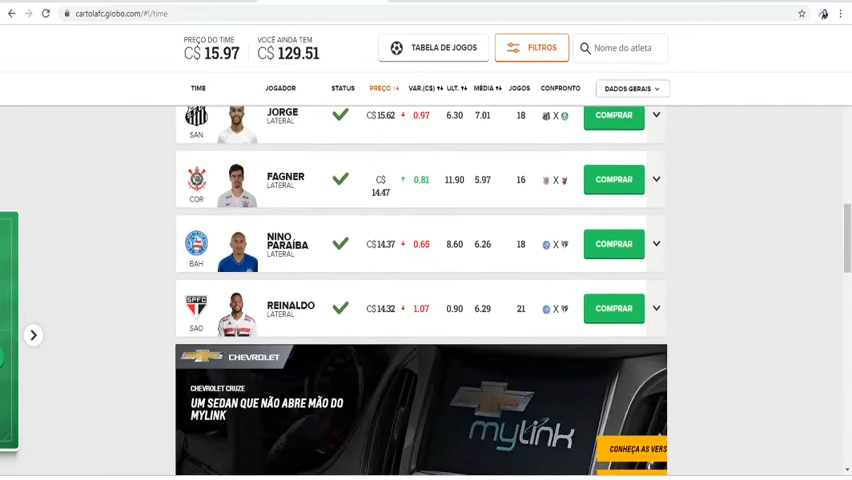 cartolafc.globo.com/#!/time
PREÇO DO TIME
C$ 15.97
VOCÊ AINDA TEM
C$ 129.51
TABELA DE JOGOS
FILTROS
Nome do atleta
TIME JOGADOR STATUS PREÇO VAR.(C$) ULT. MÉDIA JOGOS CONFRONTO DADOS GERAIS
SAN JORGE LATERAL C$ 15.62 0.97 6.30 7.01 18 X COMPRAR
COR FAGNER LATERAL C$ 14.47 0.81 11.90 5.97 16 X COMPRAR
BAH NINO PARAÍBA LATERAL C$ 14.37 0.65 8.60 6.26 18 X COMPRAR
SPFC SAO REINALDO LATERAL C$ 14.32 1.07 0.90 6.29 21 X COMPRAR
CHEVROLET
CHEVROLET CRUZE
UM SEDAN QUE NÃO ABRE MÃO DO
MYLINK
mylink
CONHEÇA AS VERS